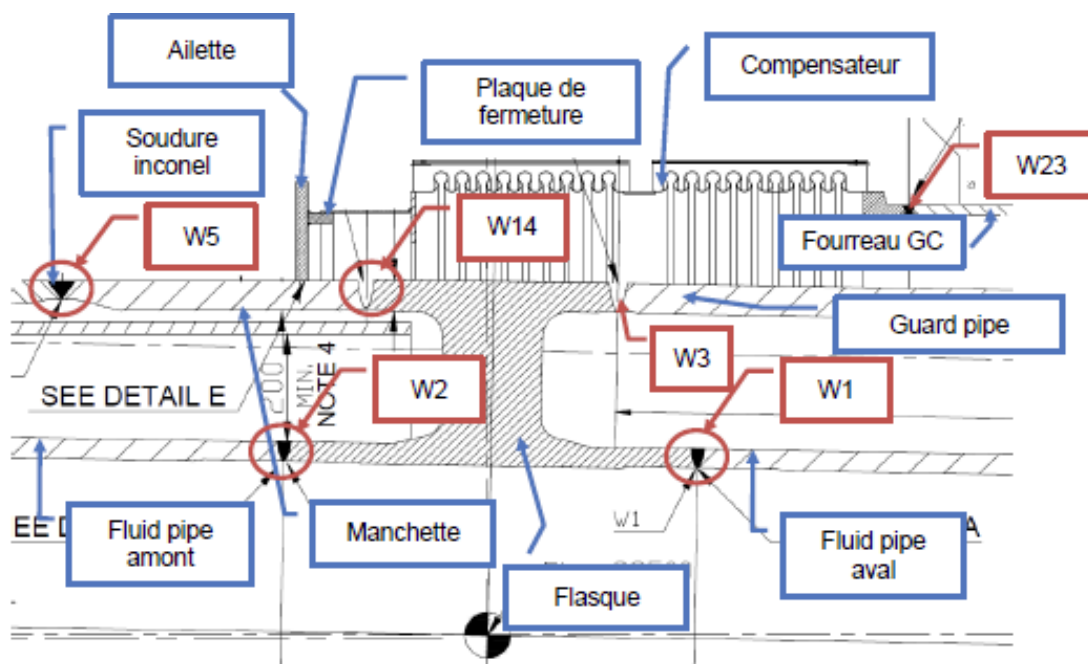 Ailette
Plaque de
fermeture
Compensateur
Soudure
inconel
W23
W5
W14
Fourreau GC
Guard pipe
W3
SEE DETAIL E
200
MIN.
NOTE 4
W2
W1
Fluid pipe
amont
Manchette
W1
Fluid pipe
aval
A
Flasque